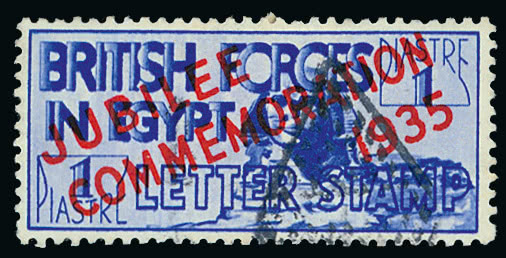 BRITISH FORCES
IN EGYPT
PIASTRE
1
JUBILEE
COMMEMORATION
1935
1
PIASTRE
LETTER STAMP